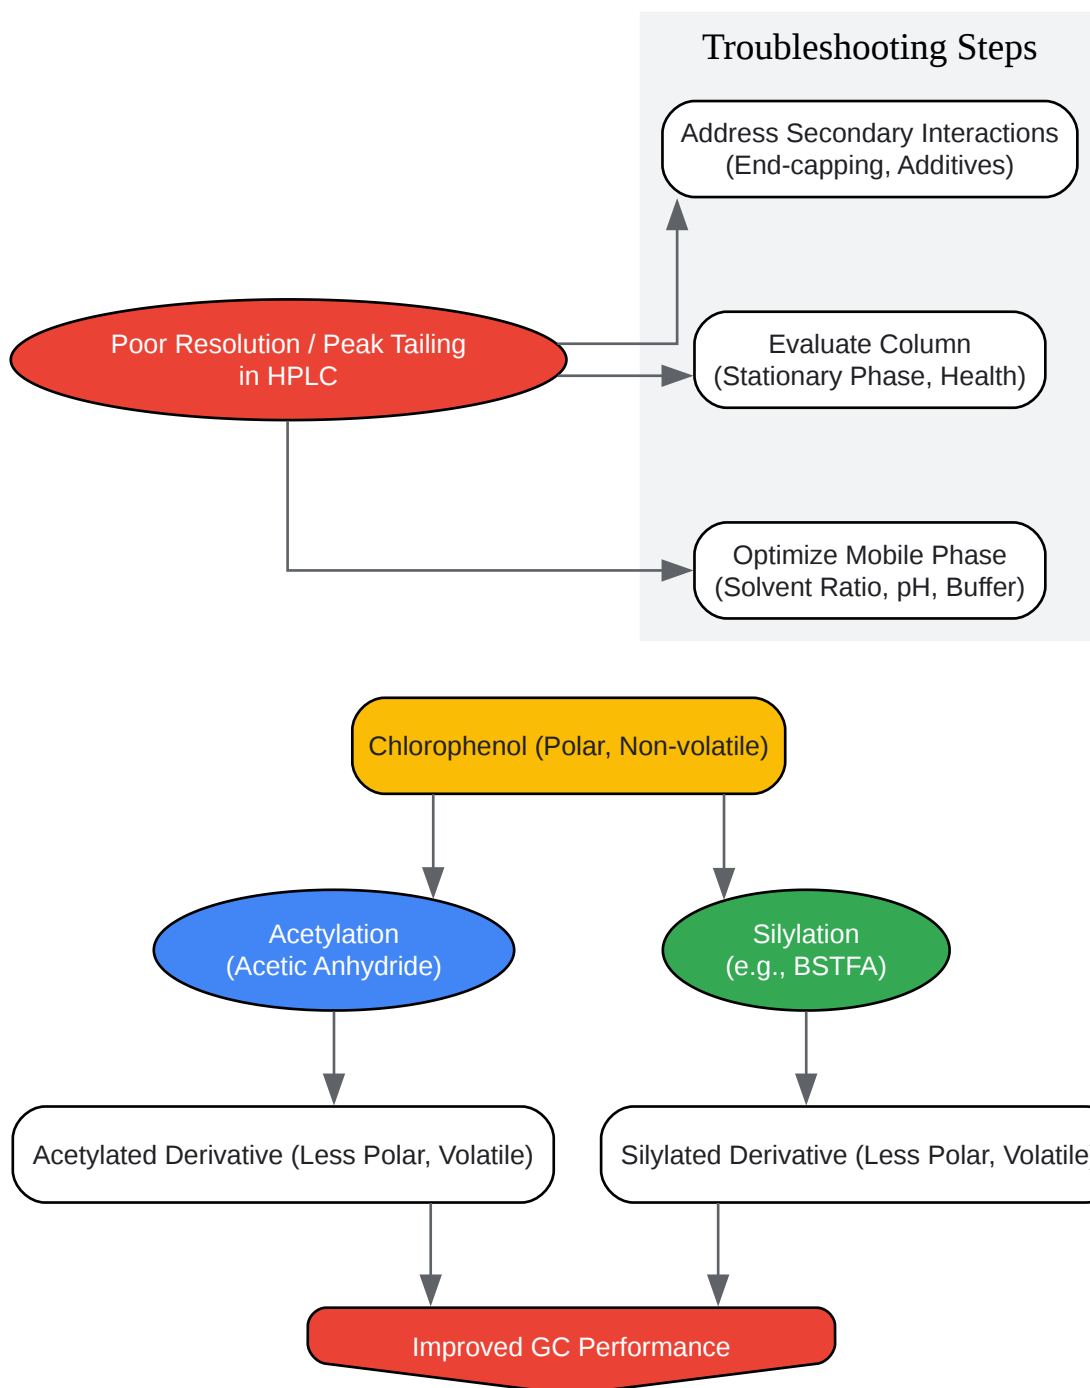 Troubleshooting Steps
Address Secondary Interactions
(End-capping, Additives)
Poor Resolution / Peak Tailing
in HPLC
Evaluate Column
(Stationary Phase, Health)
Optimize Mobile Phase
(Solvent Ratio, pH, Buffer)
Chlorophenol (Polar, Non-volatile)
Acetylation
(Acetic Anhydride)
Silylation
(e.g., BSTFA)
Acetylated Derivative (Less Polar, Volatile)
Silylated Derivative (Less Polar, Volatile)
Improved GC Performance